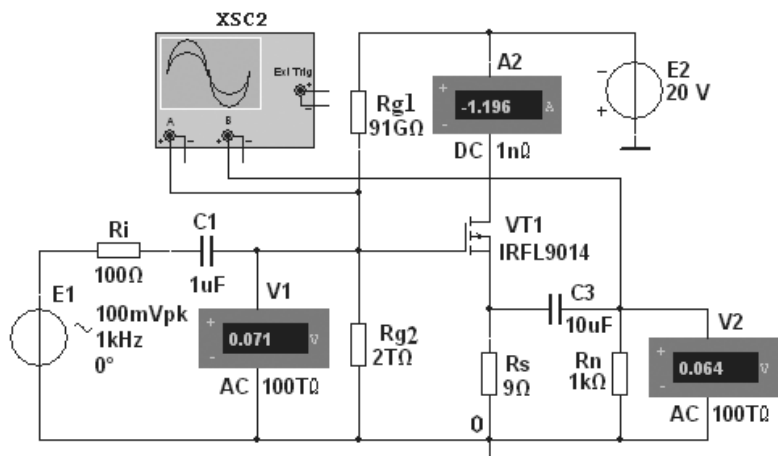 XSC2
Ext Trig
+
-
A
B
+ - + -
Rg1
91GΩ
A2
+
-1.196 A
-
DC 1nΩ
E2
- 20 V
+
Ri
100Ω
C1
1uF
VT1
IRFL9014
E1
100mVpk
1kHz
0°
V1
+
0.071 V
-
AC 100TΩ
Rg2
2TΩ
C3
10uF
Rs
9Ω
Rn
1kΩ
V2
+
0.064 V
-
AC 100TΩ
0